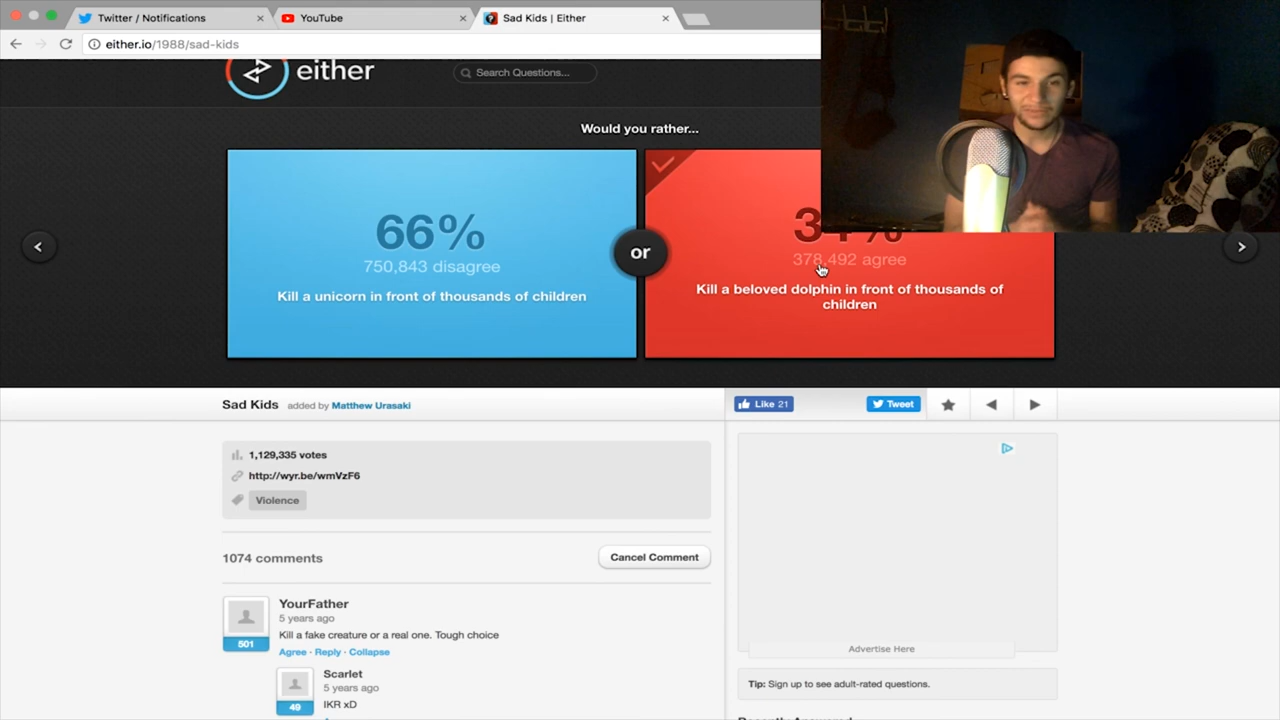 Twitter / Notifications
YouTube
Sad Kids | Either
either.io/1988/sad-kids
either
Search Questions...
Would you rather...
66%
750,843 disagree
Kill a unicorn in front of thousands of children
or
34%
378,492 agree
Kill a beloved dolphin in front of thousands of
children
Sad Kids added by Matthew Urasaki
Like 21
Tweet
1,129,335 votes
http://wyr.be/wmVzF6
Violence
1074 comments
Cancel Comment
YourFather
5 years ago
Kill a fake creature or a real one. Tough choice
501
Agree · Reply · Collapse
Scarlet
5 years ago
IKR xD
49
Advertise Here
Tip: Sign up to see adult-rated questions.
Recently Answered